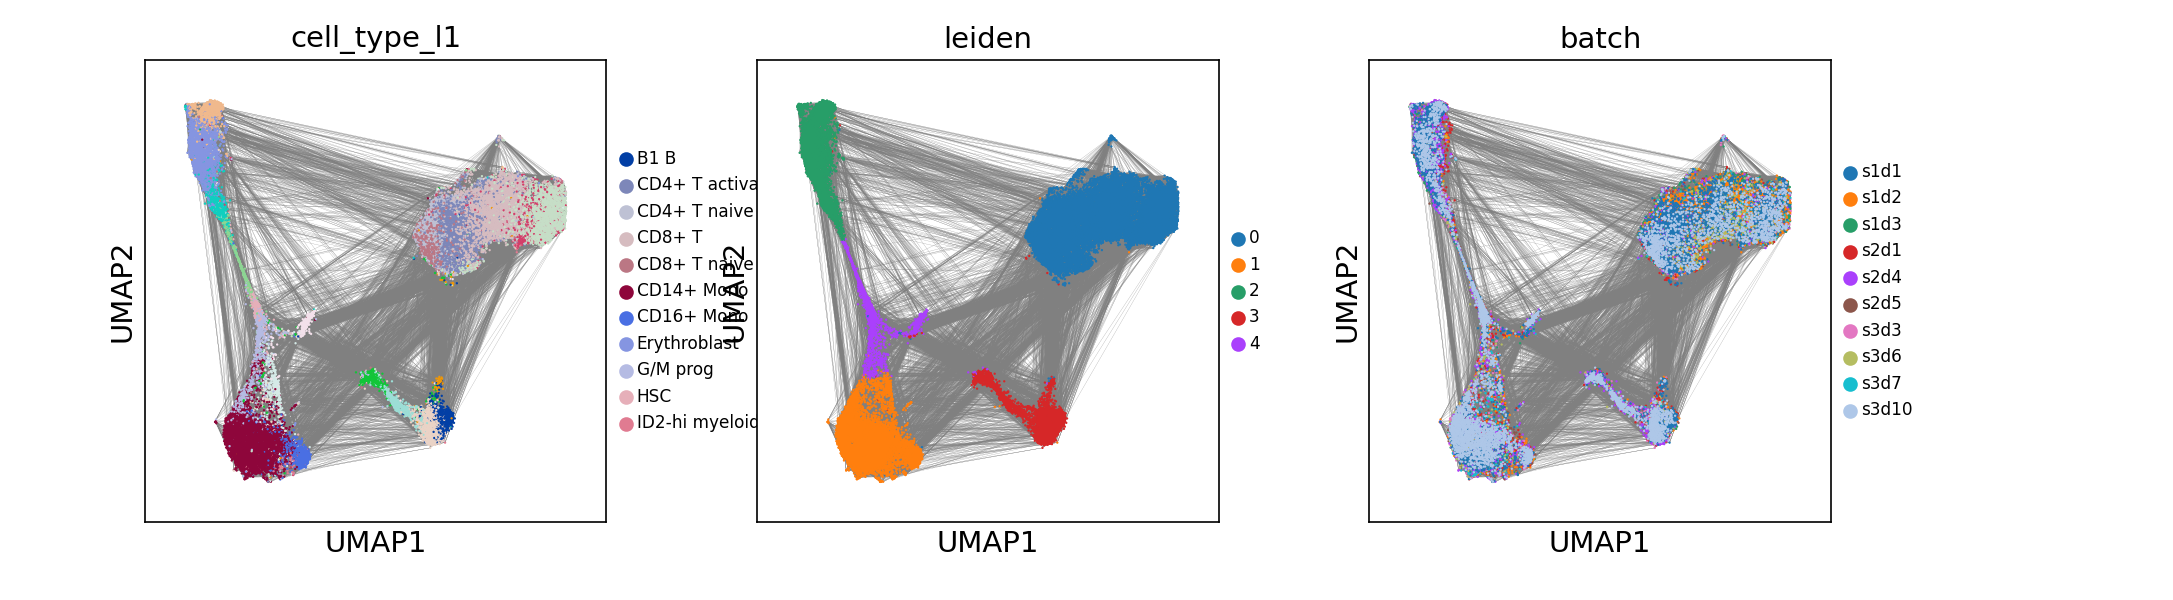 cell_type_l1
UMAP2
UMAP1
B1 B
CD4+ T activa
CD4+ T naive
CD8+ T
CD8+ T naive
CD14+ Mono
CD16+ Mono
Erythroblast
G/M prog
HSC
ID2-hi myeloid
leiden
UMAP2
UMAP1
0
1
2
3
4
batch
UMAP2
UMAP1
s1d1
s1d2
s1d3
s2d1
s2d4
s2d5
s3d3
s3d6
s3d7
s3d10